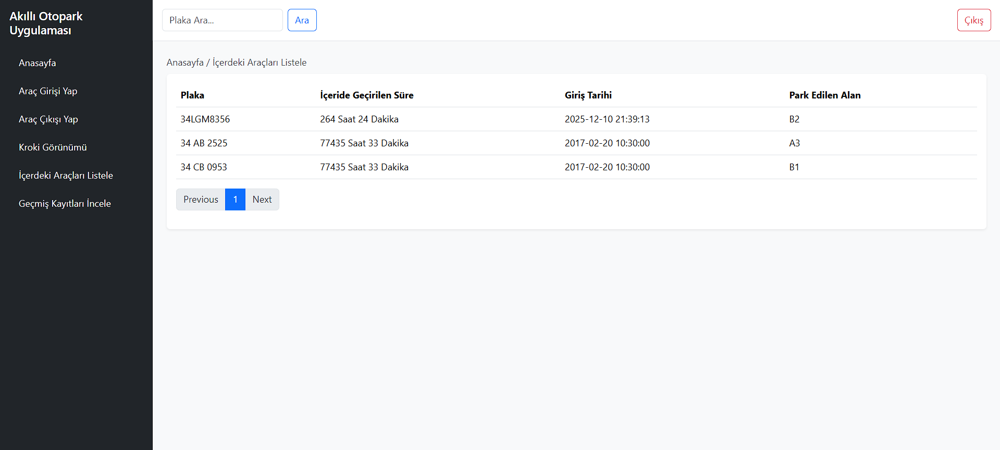 Akıllı Otopark
Uygulaması
Anasayfa
Araç Girişi Yap
Araç Çıkışı Yap
Kroki Görünümü
İçerdeki Araçları Listele
Geçmiş Kayıtları İncele
Plaka Ara... Ara Çıkış
Anasayfa / İçerdeki Araçları Listele
Plaka İçeride Geçirilen Süre Giriş Tarihi Park Edilen Alan
34LGM8356 264 Saat 24 Dakika 2025-12-10 21:39:13 B2
34 AB 2525 77435 Saat 33 Dakika 2017-02-20 10:30:00 A3
34 CB 0953 77435 Saat 33 Dakika 2017-02-20 10:30:00 B1
Previous 1 Next